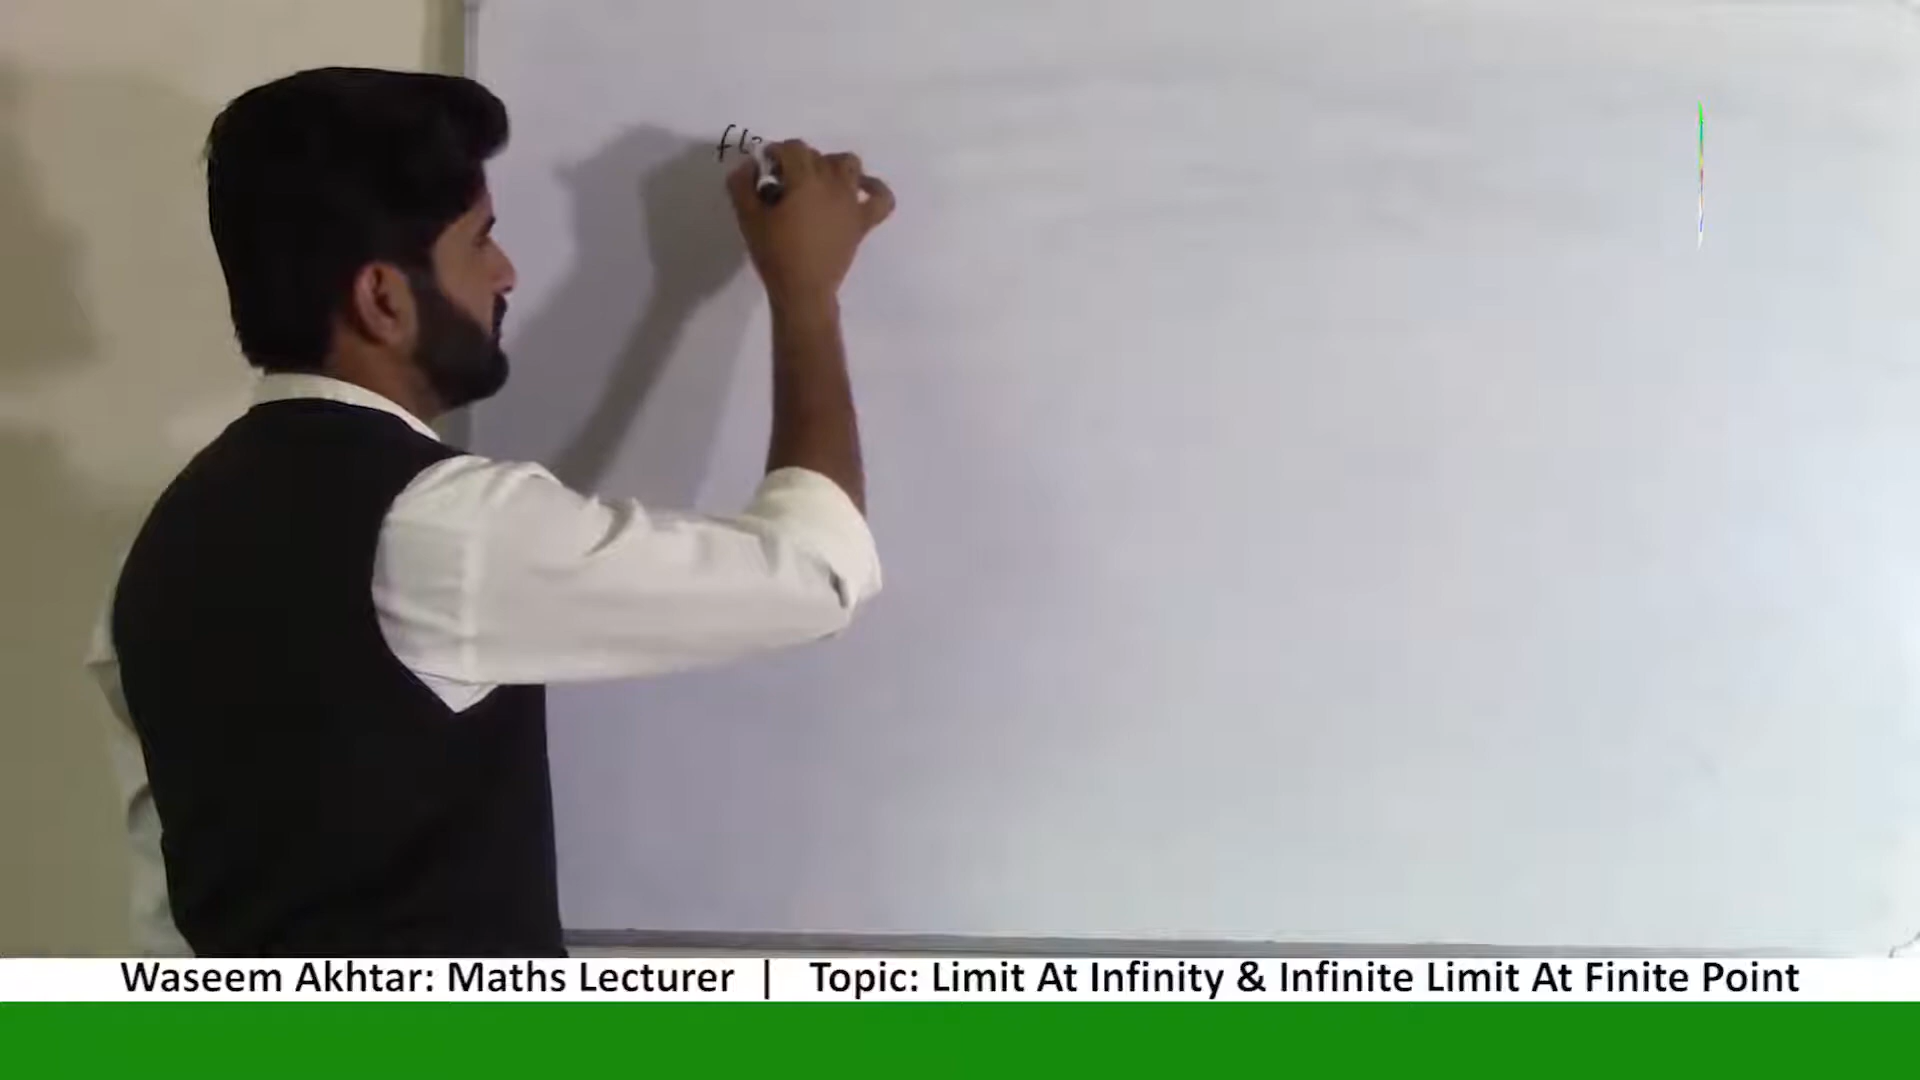 f(
Waseem Akhtar: Maths Lecturer | Topic: Limit At Infinity & Infinite Limit At Finite Point